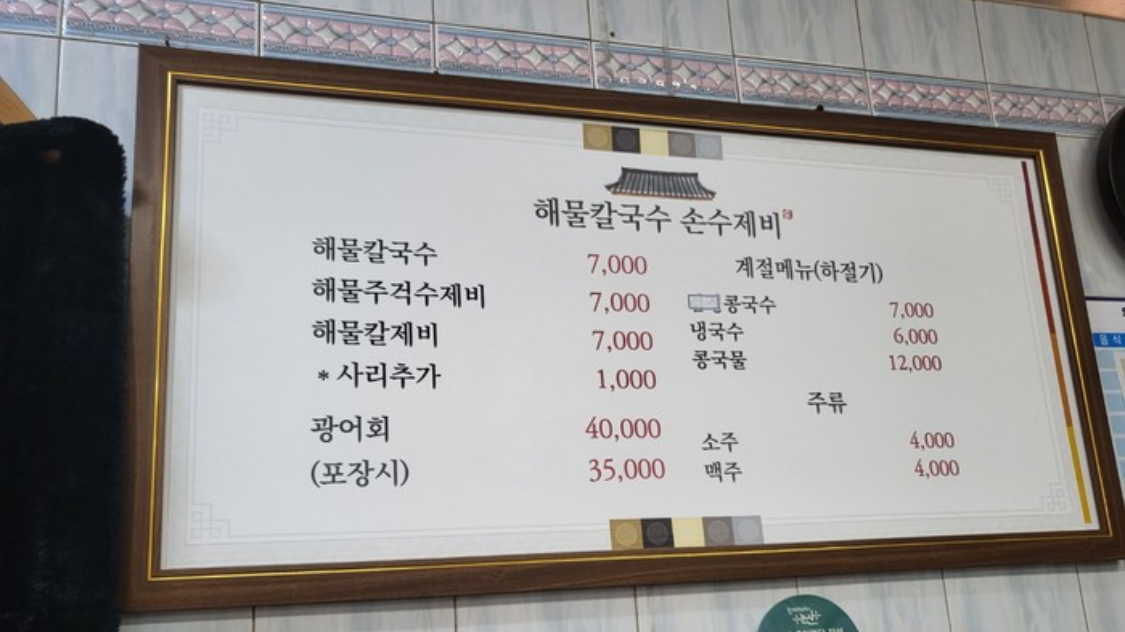 해물칼국수 손수제비
해물칼국수 7,000
해물주걱수제비 7,000
해물칼제비 7,000
* 사리추가 1,000
광어회 40,000
(포장시) 35,000
계절메뉴(하절기)
콩국수 7,000
냉국수 6,000
콩국물 12,000
주류
소주 4,000
맥주 4,000
음식